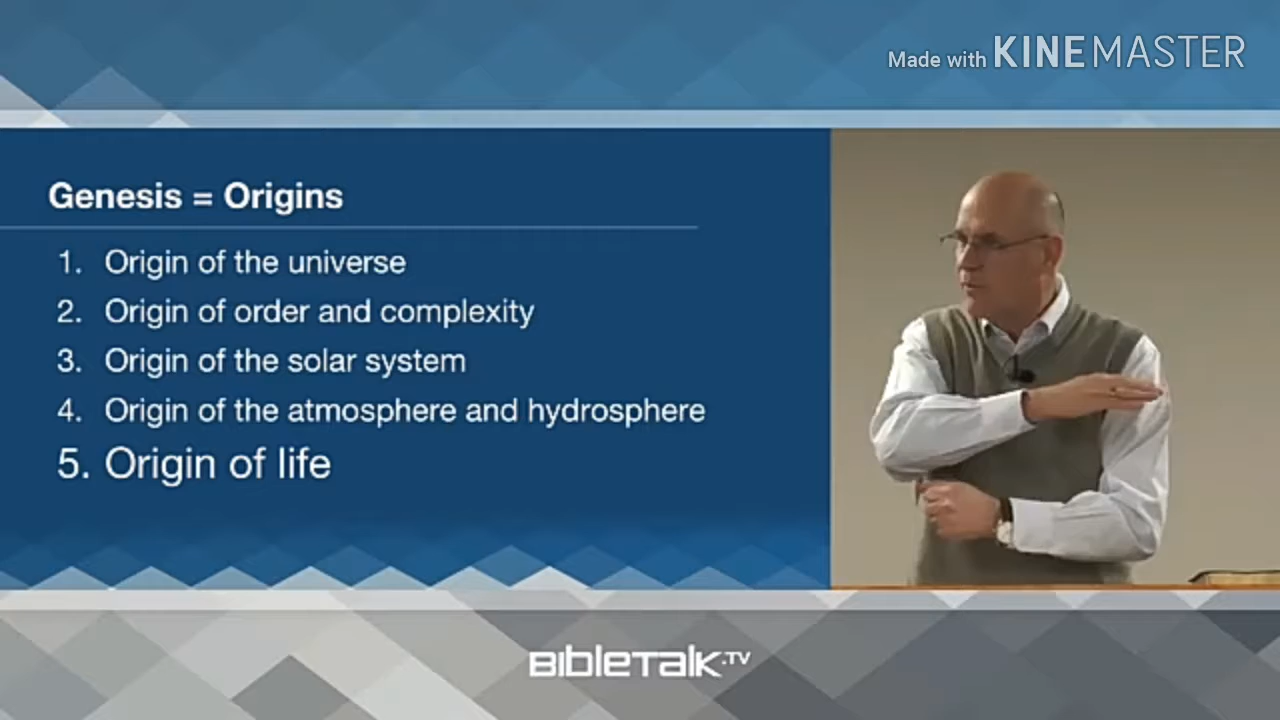 Made with KINEMASTER
Genesis = Origins
1. Origin of the universe
2. Origin of order and complexity
3. Origin of the solar system
4. Origin of the atmosphere and hydrosphere
5. Origin of life
BIBLETALK.TV